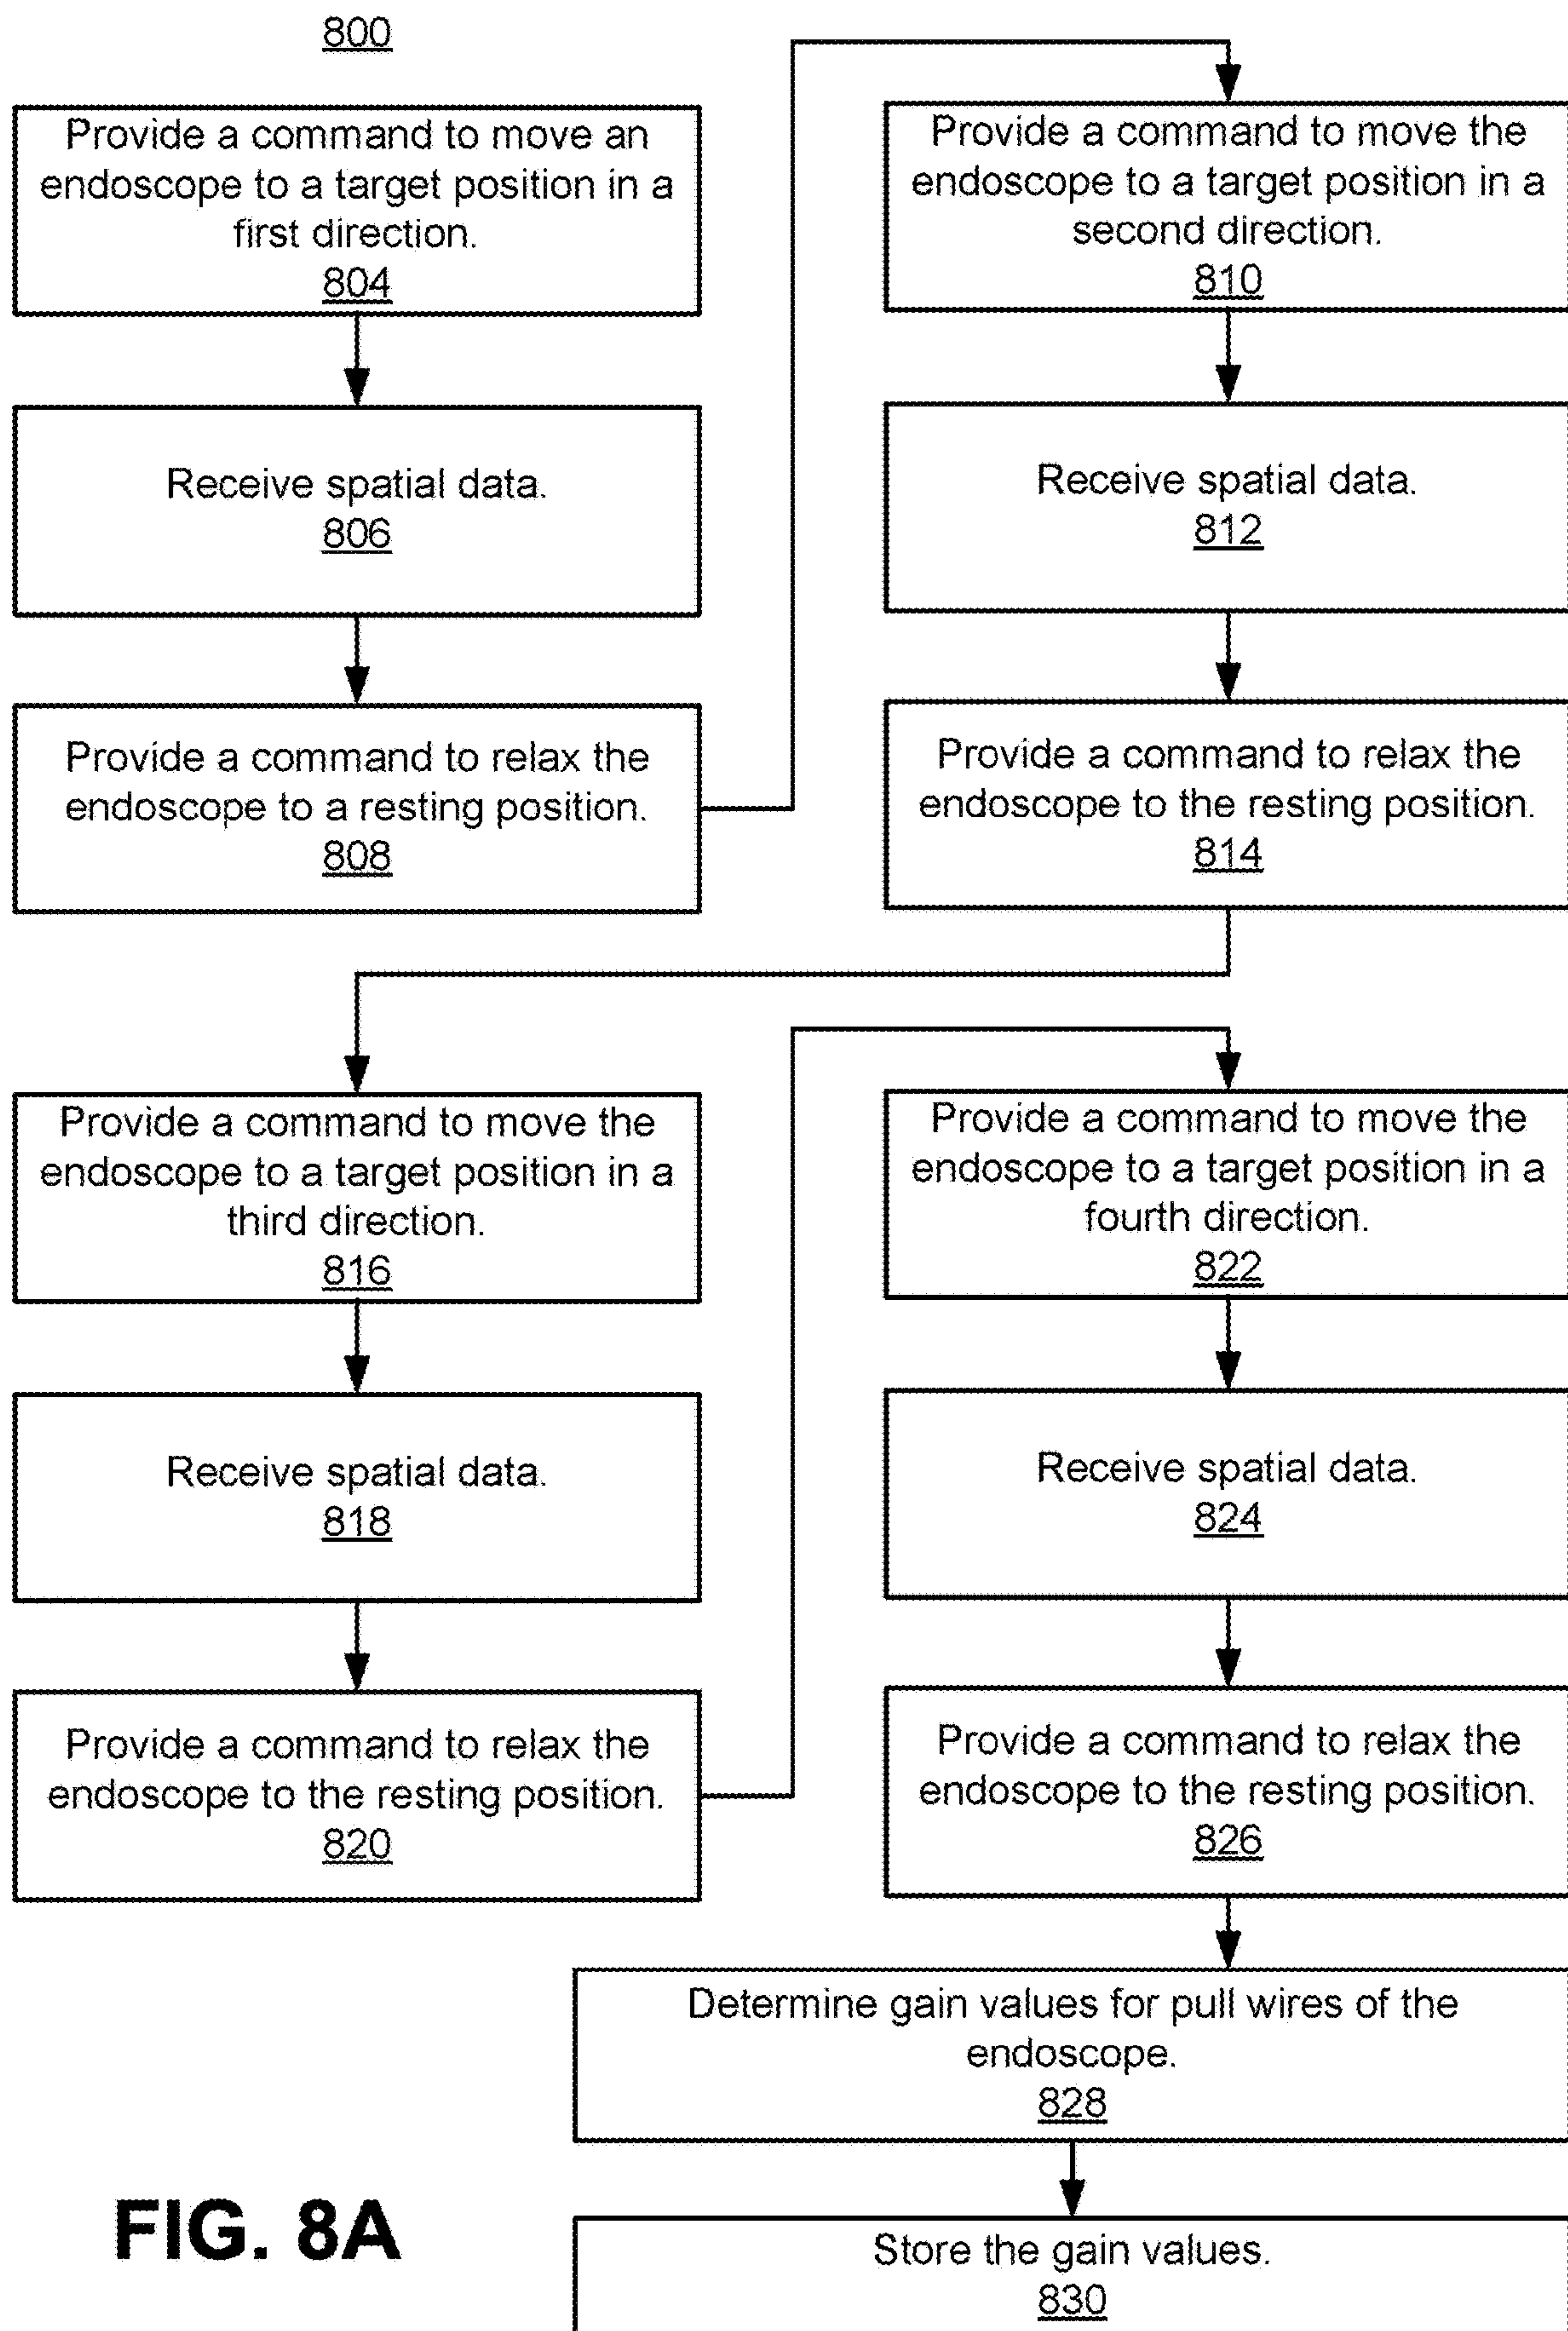 800
Provide a command to move an
endoscope to a target position in a
first direction.
804
Receive spatial data.
806
Provide a command to relax the
endoscope to a resting position.
808
Provide a command to move the
endoscope to a target position in a
second direction.
810
Receive spatial data.
812
Provide a command to relax the
endoscope to the resting position.
814
Provide a command to move the
endoscope to a target position in a
third direction.
816
Receive spatial data.
818
Provide a command to relax the
endoscope to the resting position.
820
Provide a command to move the
endoscope to a target position in a
fourth direction.
822
Receive spatial data.
824
Provide a command to relax the
endoscope to the resting position.
826
Determine gain values for pull wires of the
endoscope.
828
Store the gain values.
830
FIG. 8A